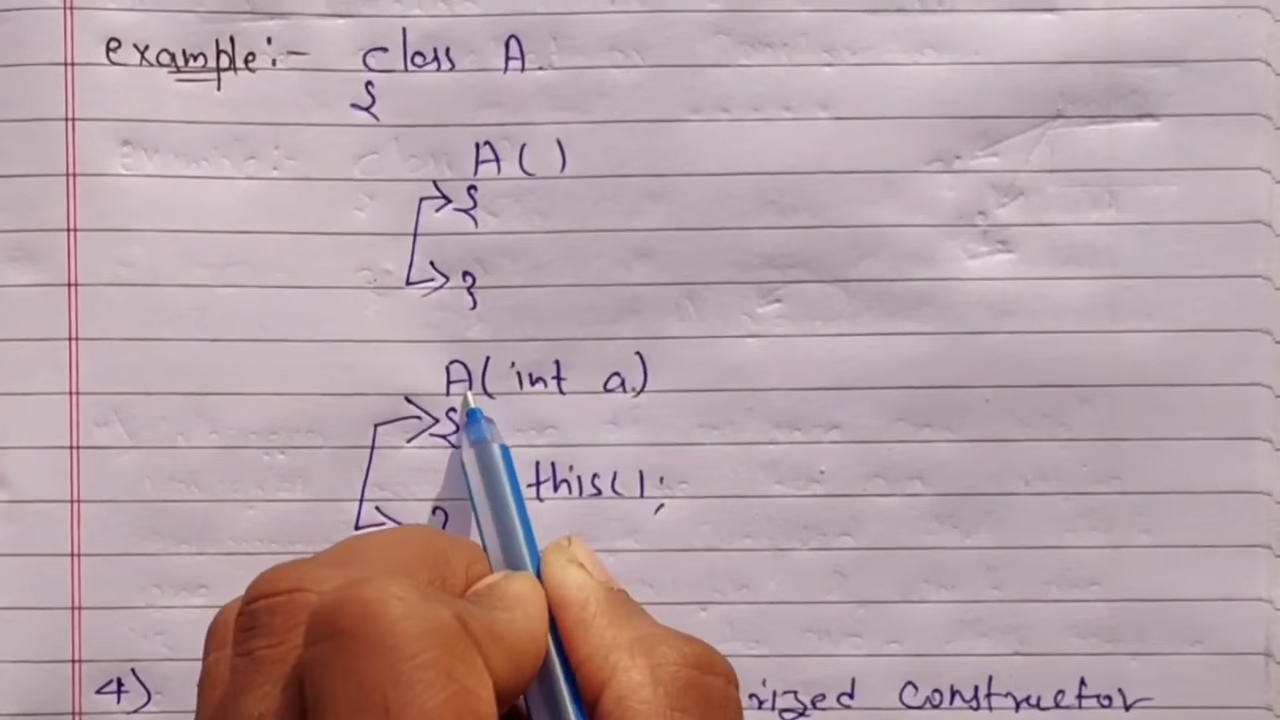 example:- class A
{
A()
{
}
A(int a)
{
this();
}
4) constructor